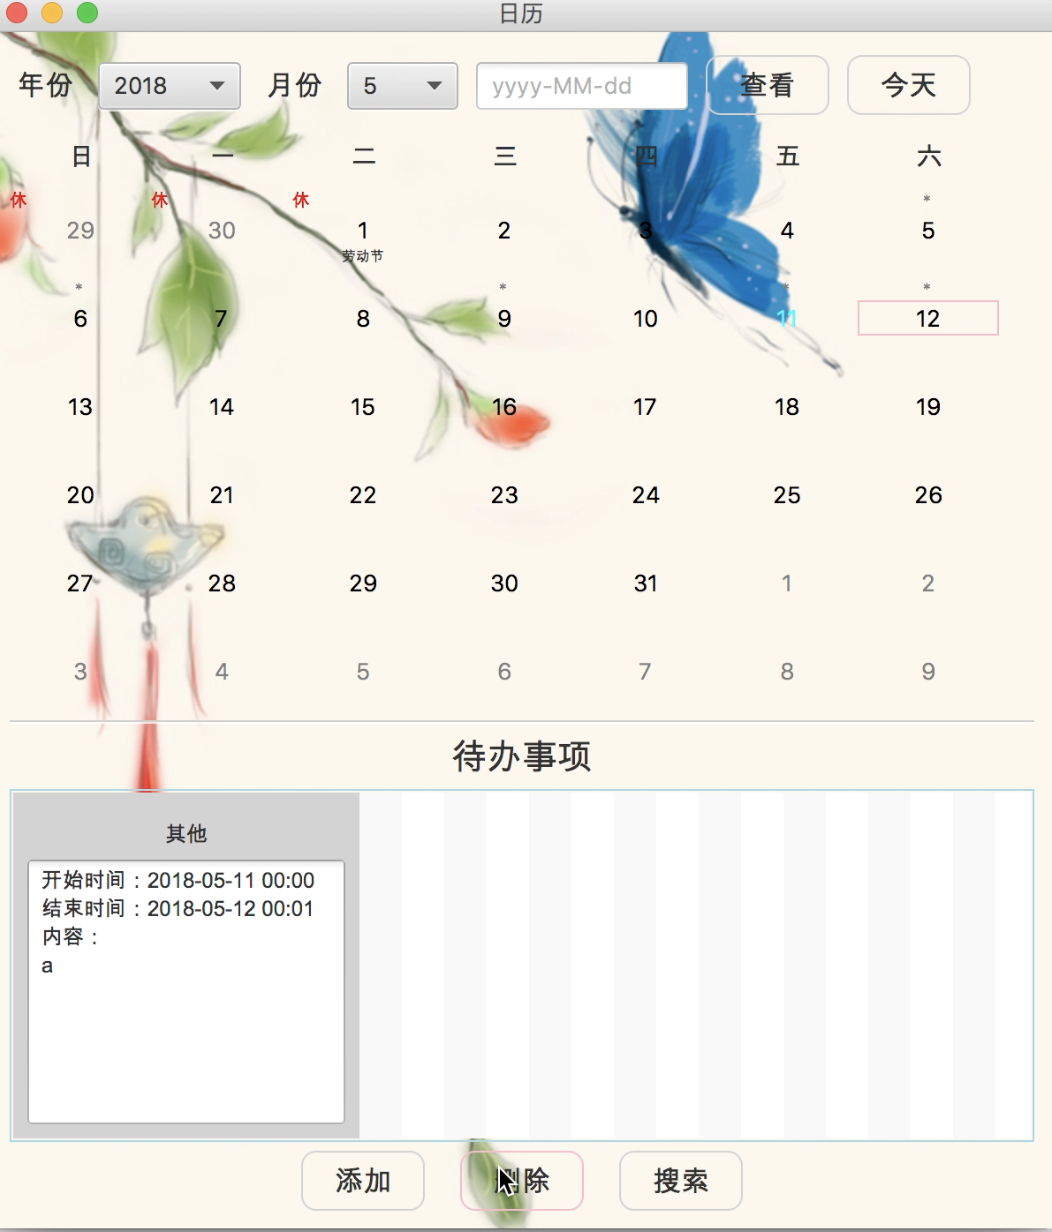 日历
年份 2018 月份 5 yyyy-MM-dd 查看 今天
日 一 二 三 四 五 六
休 休 休 *
29 30 1 2 3 4 5
劳动节
* * * *
6 7 8 9 10 11 12
13 14 15 16 17 18 19
20 21 22 23 24 25 26
27 28 29 30 31 1 2
3 4 5 6 7 8 9
待办事项
其他
开始时间：2018-05-11 00:00
结束时间：2018-05-12 00:01
内容：
a
添加 删除 搜索